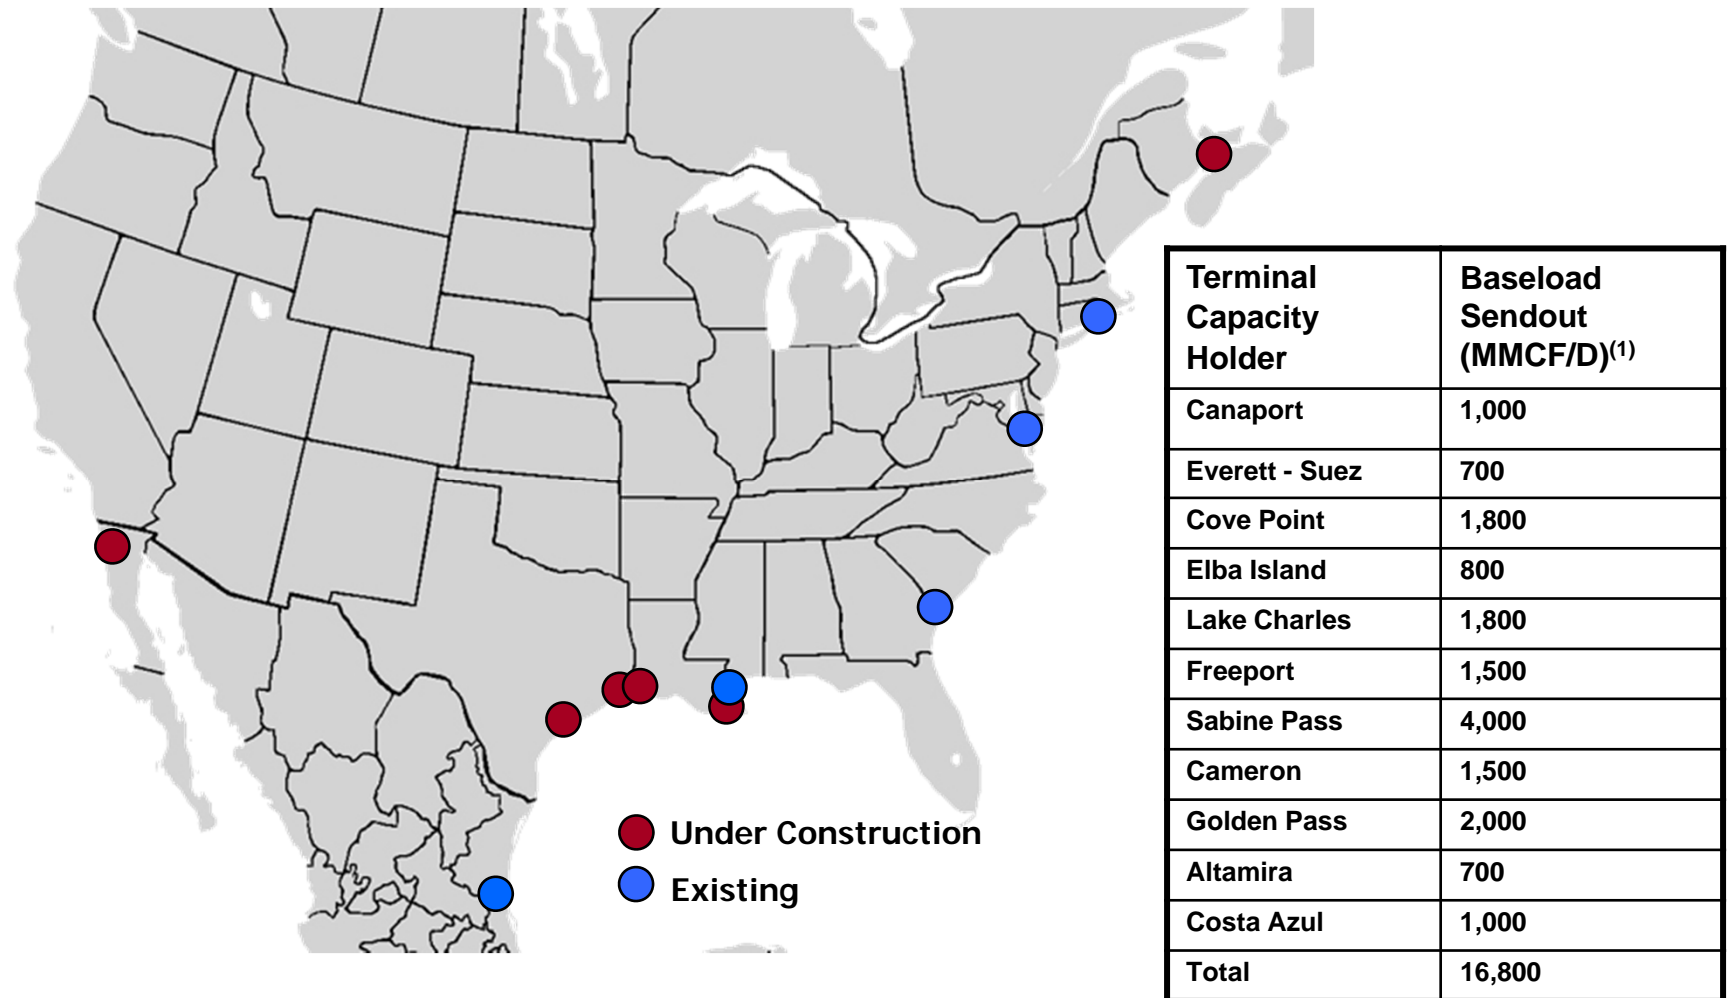 Terminal Capacity Holder
Baseload Sendout (MMCF/D)(1)
Canaport 1,000
Everett - Suez 700
Cove Point 1,800
Elba Island 800
Lake Charles 1,800
Freeport 1,500
Sabine Pass 4,000
Cameron 1,500
Golden Pass 2,000
Altamira 700
Costa Azul 1,000
Total 16,800
Under Construction
Existing